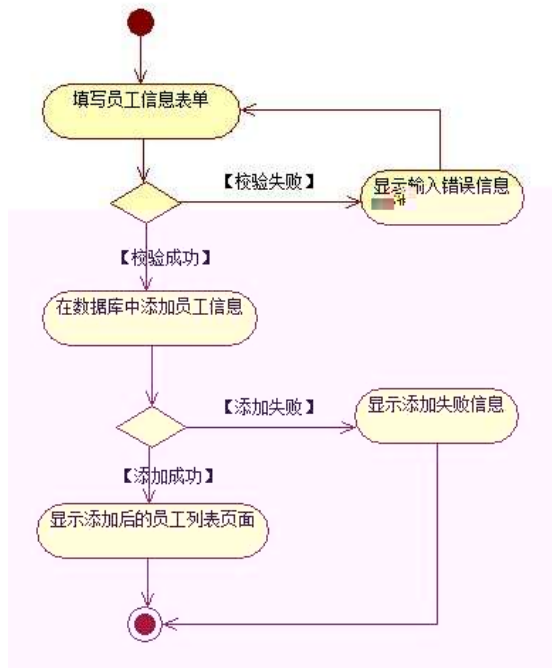 填写员工信息表单
【校验失败】
显示输入错误信息
【校验成功】
在数据库中添加员工信息
【添加失败】
显示添加失败信息
【添加成功】
显示添加后的员工列表页面